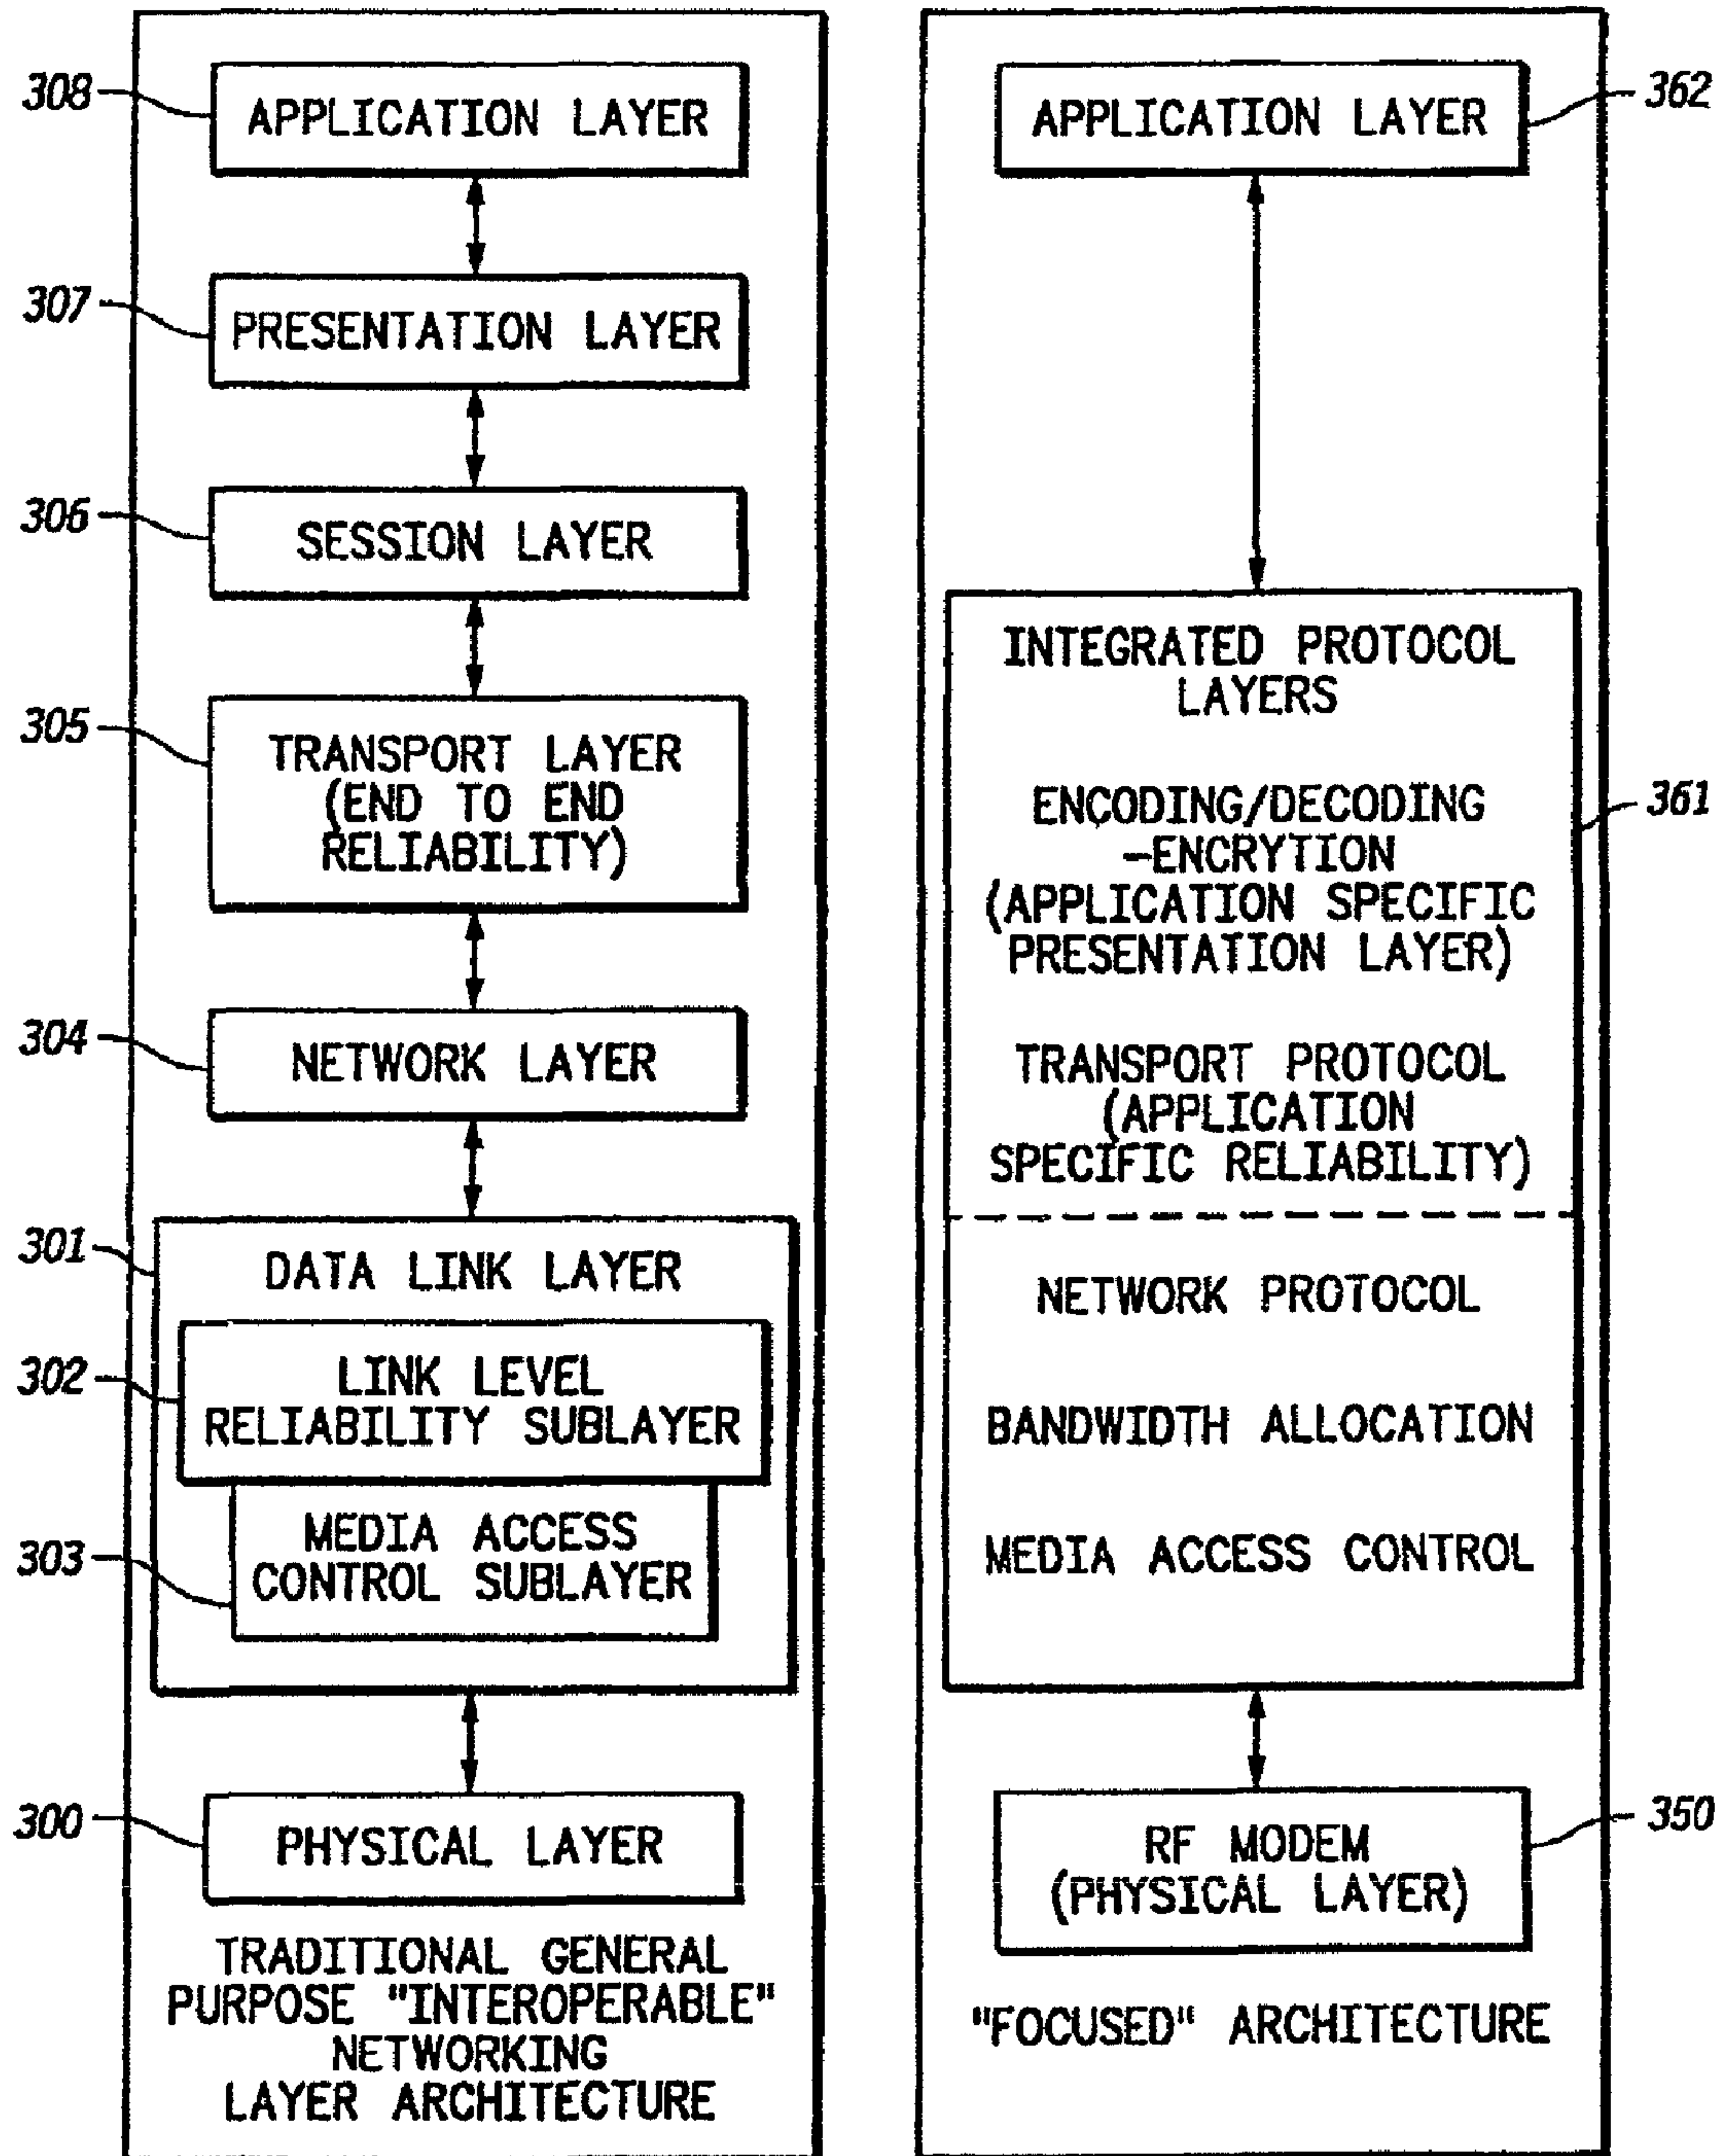 308
APPLICATION LAYER
307
PRESENTATION LAYER
306
SESSION LAYER
305
TRANSPORT LAYER
(END TO END
RELIABILITY)
304
NETWORK LAYER
301
DATA LINK LAYER
302
LINK LEVEL
RELIABILITY SUBLAYER
303
MEDIA ACCESS
CONTROL SUBLAYER
300
PHYSICAL LAYER
TRADITIONAL GENERAL
PURPOSE "INTEROPERABLE"
NETWORKING
LAYER ARCHITECTURE
APPLICATION LAYER
362
INTEGRATED PROTOCOL
LAYERS
ENCODING/DECODING
-ENCRYTION
(APPLICATION SPECIFIC
PRESENTATION LAYER)
361
TRANSPORT PROTOCOL
(APPLICATION
SPECIFIC RELIABILITY)
NETWORK PROTOCOL
BANDWIDTH ALLOCATION
MEDIA ACCESS CONTROL
RF MODEM
(PHYSICAL LAYER)
350
"FOCUSED" ARCHITECTURE